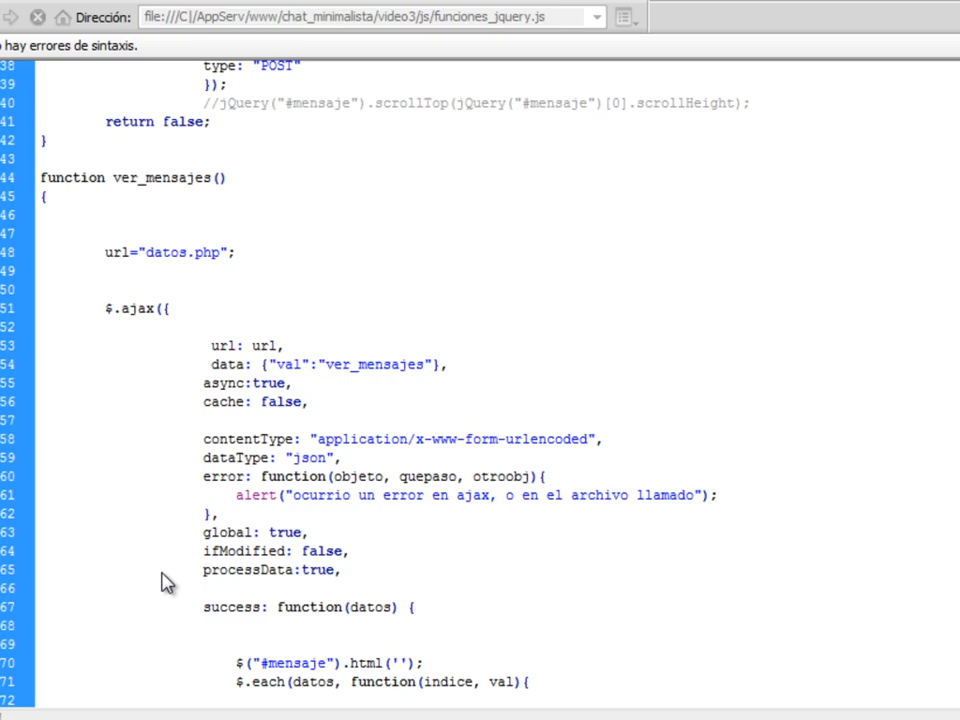 Dirección: file:///C|/AppServ/www/chat_minimalista/video3/js/funciones_jquery.js
hay errores de sintaxis.
38 type: "POST"
39 });
40 //jQuery("#mensaje").scrollTop(jQuery("#mensaje")[0].scrollHeight);
41 return false;
42 }
43
44 function ver_mensajes()
45 {
46
47
48 url="datos.php";
49
50
51 $.ajax({
52
53 url: url,
54 data: {"val":"ver_mensajes"},
55 async:true,
56 cache: false,
57
58 contentType: "application/x-www-form-urlencoded",
59 dataType: "json",
60 error: function(objeto, quepaso, otroobj){
61 alert("ocurrio un error en ajax, o en el archivo llamado");
62 },
63 global: true,
64 ifModified: false,
65 processData:true,
66
67 success: function(datos) {
68
69
70 $("#mensaje").html('');
71 $.each(datos, function(indice, val){
72